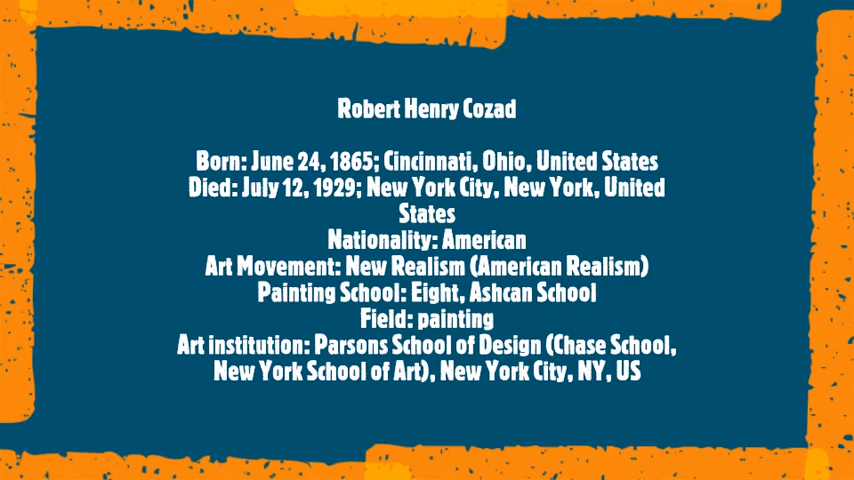 Robert Henry Cozad
Born: June 24, 1865; Cincinnati, Ohio, United States
Died: July 12, 1929; New York City, New York, United
States
Nationality: American
Art Movement: New Realism (American Realism)
Painting School: Eight, Ashcan School
Field: painting
Art institution: Parsons School of Design (Chase School,
New York School of Art), New York City, NY, US